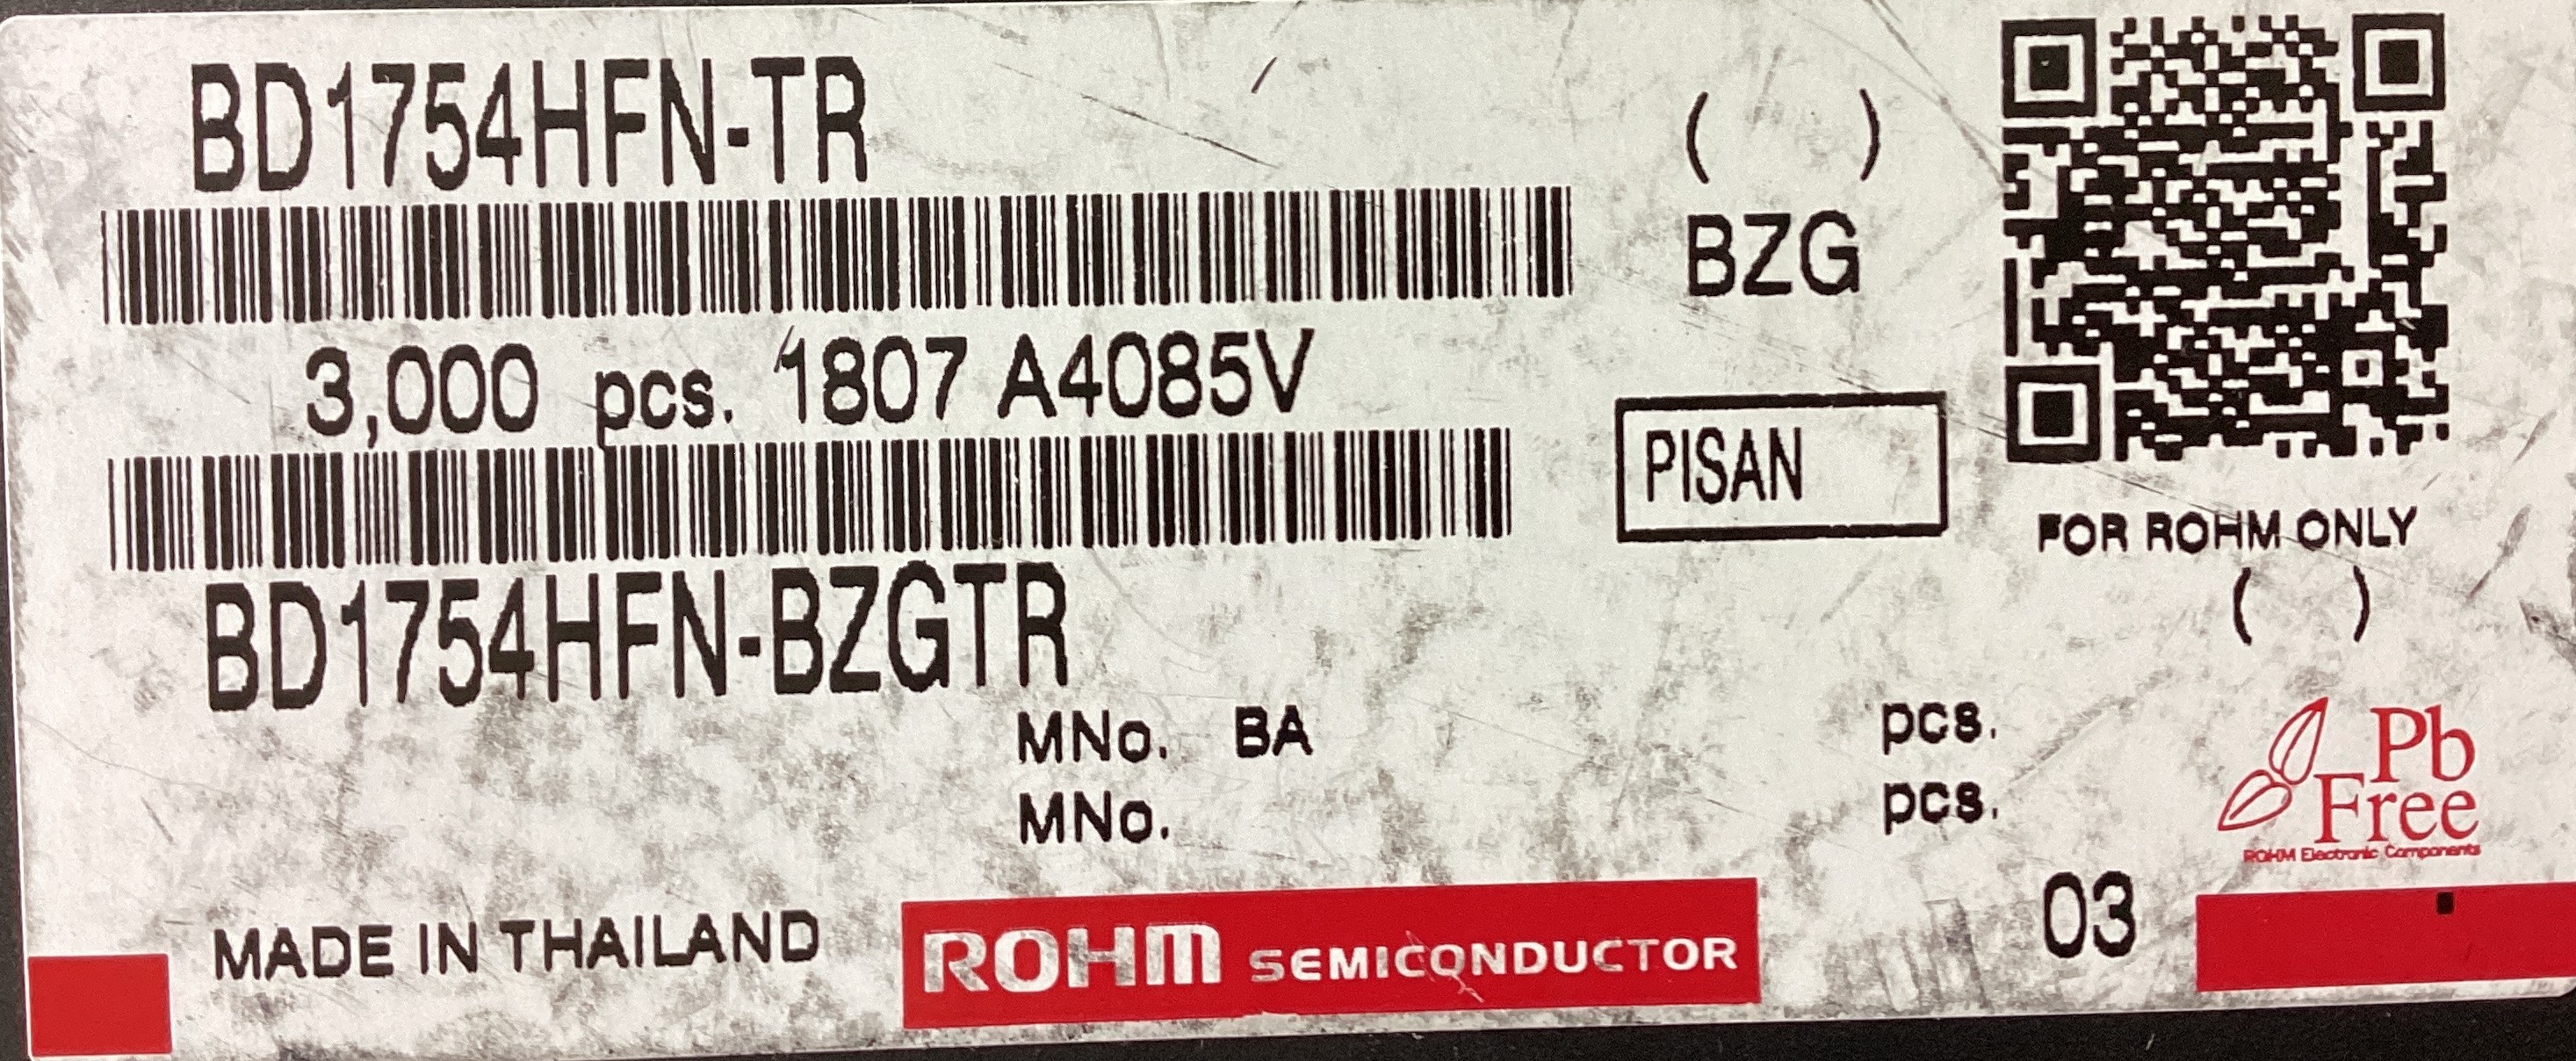 BD1754HFN-TR
( )
BZG
3,000 pcs. 1807 A4085V
PISAN
FOR ROHM ONLY
( )
BD1754HFN-BZGTR
MNo. BA pcs.
MNo. pcs.
Pb
Free
ROHM Electronic Components
MADE IN THAILAND
ROHM SEMICONDUCTOR
03